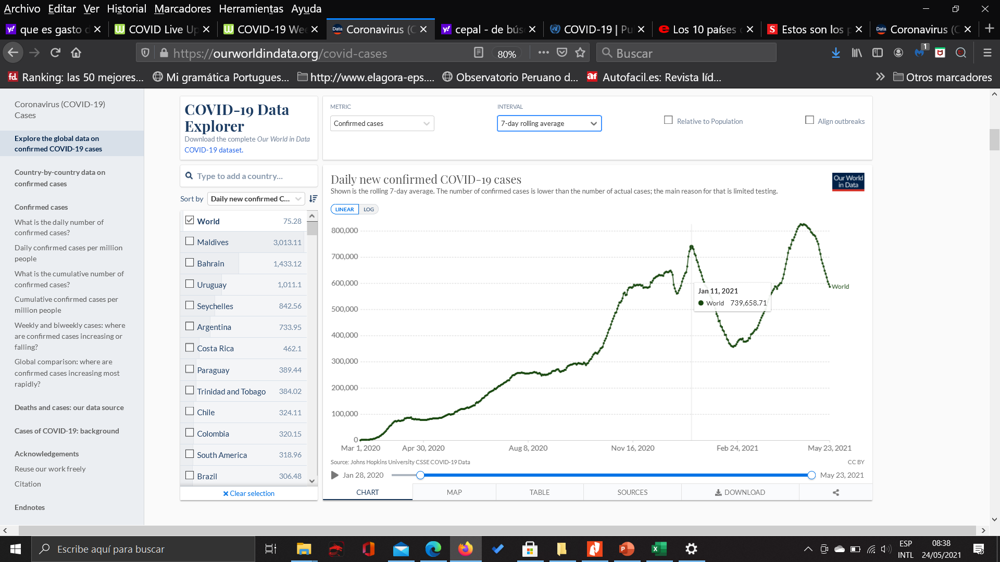 Archivo Editar Ver Historial Marcadores Herramientas Ayuda
que es gasto d
COVID Live Up
COVID-19 Wee
Coronavirus (C
cepal - de bús
COVID-19 | Pu
Los 10 países c
Estos son los p
Coronavirus (C
https://ourworldindata.org/covid-cases
80%
Buscar
1
Ranking: las 50 mejores...
Mi gramática Portugues...
http://www.elagora-eps....
Observatorio Peruano d...
Autofacil.es: Revista líd...
Otros marcadores
Coronavirus (COVID-19)
Cases
Explore the global data on
confirmed COVID-19 cases
Country-by-country data on
confirmed cases
Confirmed cases
What is the daily number of
confirmed cases?
Daily confirmed cases per million
people
What is the cumulative number of
confirmed cases?
Cumulative confirmed cases per
million people
Weekly and biweekly cases: where
are confirmed cases increasing or
falling?
Global comparison: where are
confirmed cases increasing most
rapidly?
Deaths and cases: our data source
Cases of COVID-19: background
Acknowledgements
Reuse our work freely
Citation
Endnotes
COVID-19 Data
Explorer
Download the complete Our World in Data
COVID-19 dataset.
METRIC
Confirmed cases
INTERVAL
7-day rolling average
Relative to Population
Align outbreaks
Type to add a country...
Sort by Daily new confirmed C...
World 75.28
Maldives 3,013.11
Bahrain 1,433.12
Uruguay 1,011.1
Seychelles 842.56
Argentina 733.95
Costa Rica 462.1
Paraguay 389.44
Trinidad and Tobago 384.02
Chile 324.11
Colombia 320.15
South America 318.96
Brazil 306.48
Clear selection
Daily new confirmed COVID-19 cases
Shown is the rolling 7-day average. The number of confirmed cases is lower than the number of actual cases; the main reason for that is limited testing.
Our World
in Data
LINEAR LOG
800,000
700,000
600,000
500,000
400,000
300,000
200,000
100,000
0
World
Jan 11, 2021
World 739,658.71
Mar 1, 2020 Apr 30, 2020 Aug 8, 2020 Nov 16, 2020 Feb 24, 2021 May 23, 2021
Source: Johns Hopkins University CSSE COVID-19 Data
CC BY
Jan 28, 2020
May 23, 2021
CHART MAP TABLE SOURCES DOWNLOAD
Escribe aquí para buscar
ESP
INTL
08:38
24/05/2021